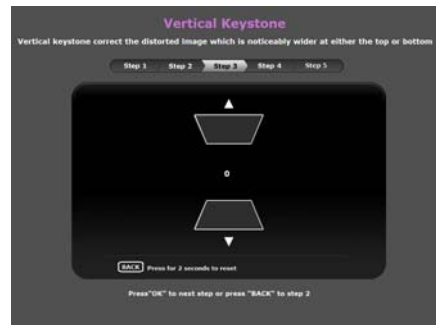 Vertical Keystone
Vertical keystone correct the distorted image which is noticeably wider at either the top or bottom
Step 1 Step 2 Step 3 Step 4 Step 5
0
BACK Press for 2 seconds to reset
Press"OK" to next step or press "BACK" to step 2